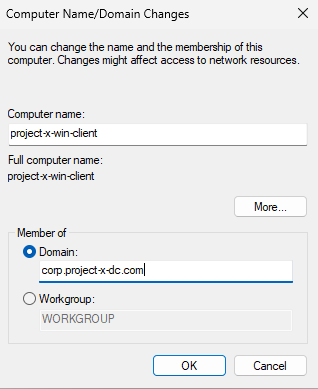 Computer Name/Domain Changes
You can change the name and the membership of this
computer. Changes might affect access to network resources.
Computer name:
project-x-win-client
Full computer name:
project-x-win-client
More...
Member of
Domain:
corp.project-x-dc.com
Workgroup:
WORKGROUP
OK
Cancel